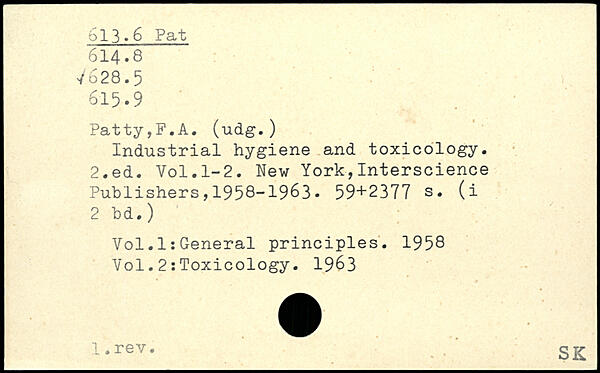 613.6 Pat
614.8
√628.5
615.9
Patty,F.A. (udg.)
Industrial hygiene and toxicology.
2.ed. Vol.1-2. New York,Interscience
Publishers,1958-1963. 59+2377 s. (i
2 bd.)
Vol.1:General principles. 1958
Vol.2:Toxicology. 1963
1.rev.
SK